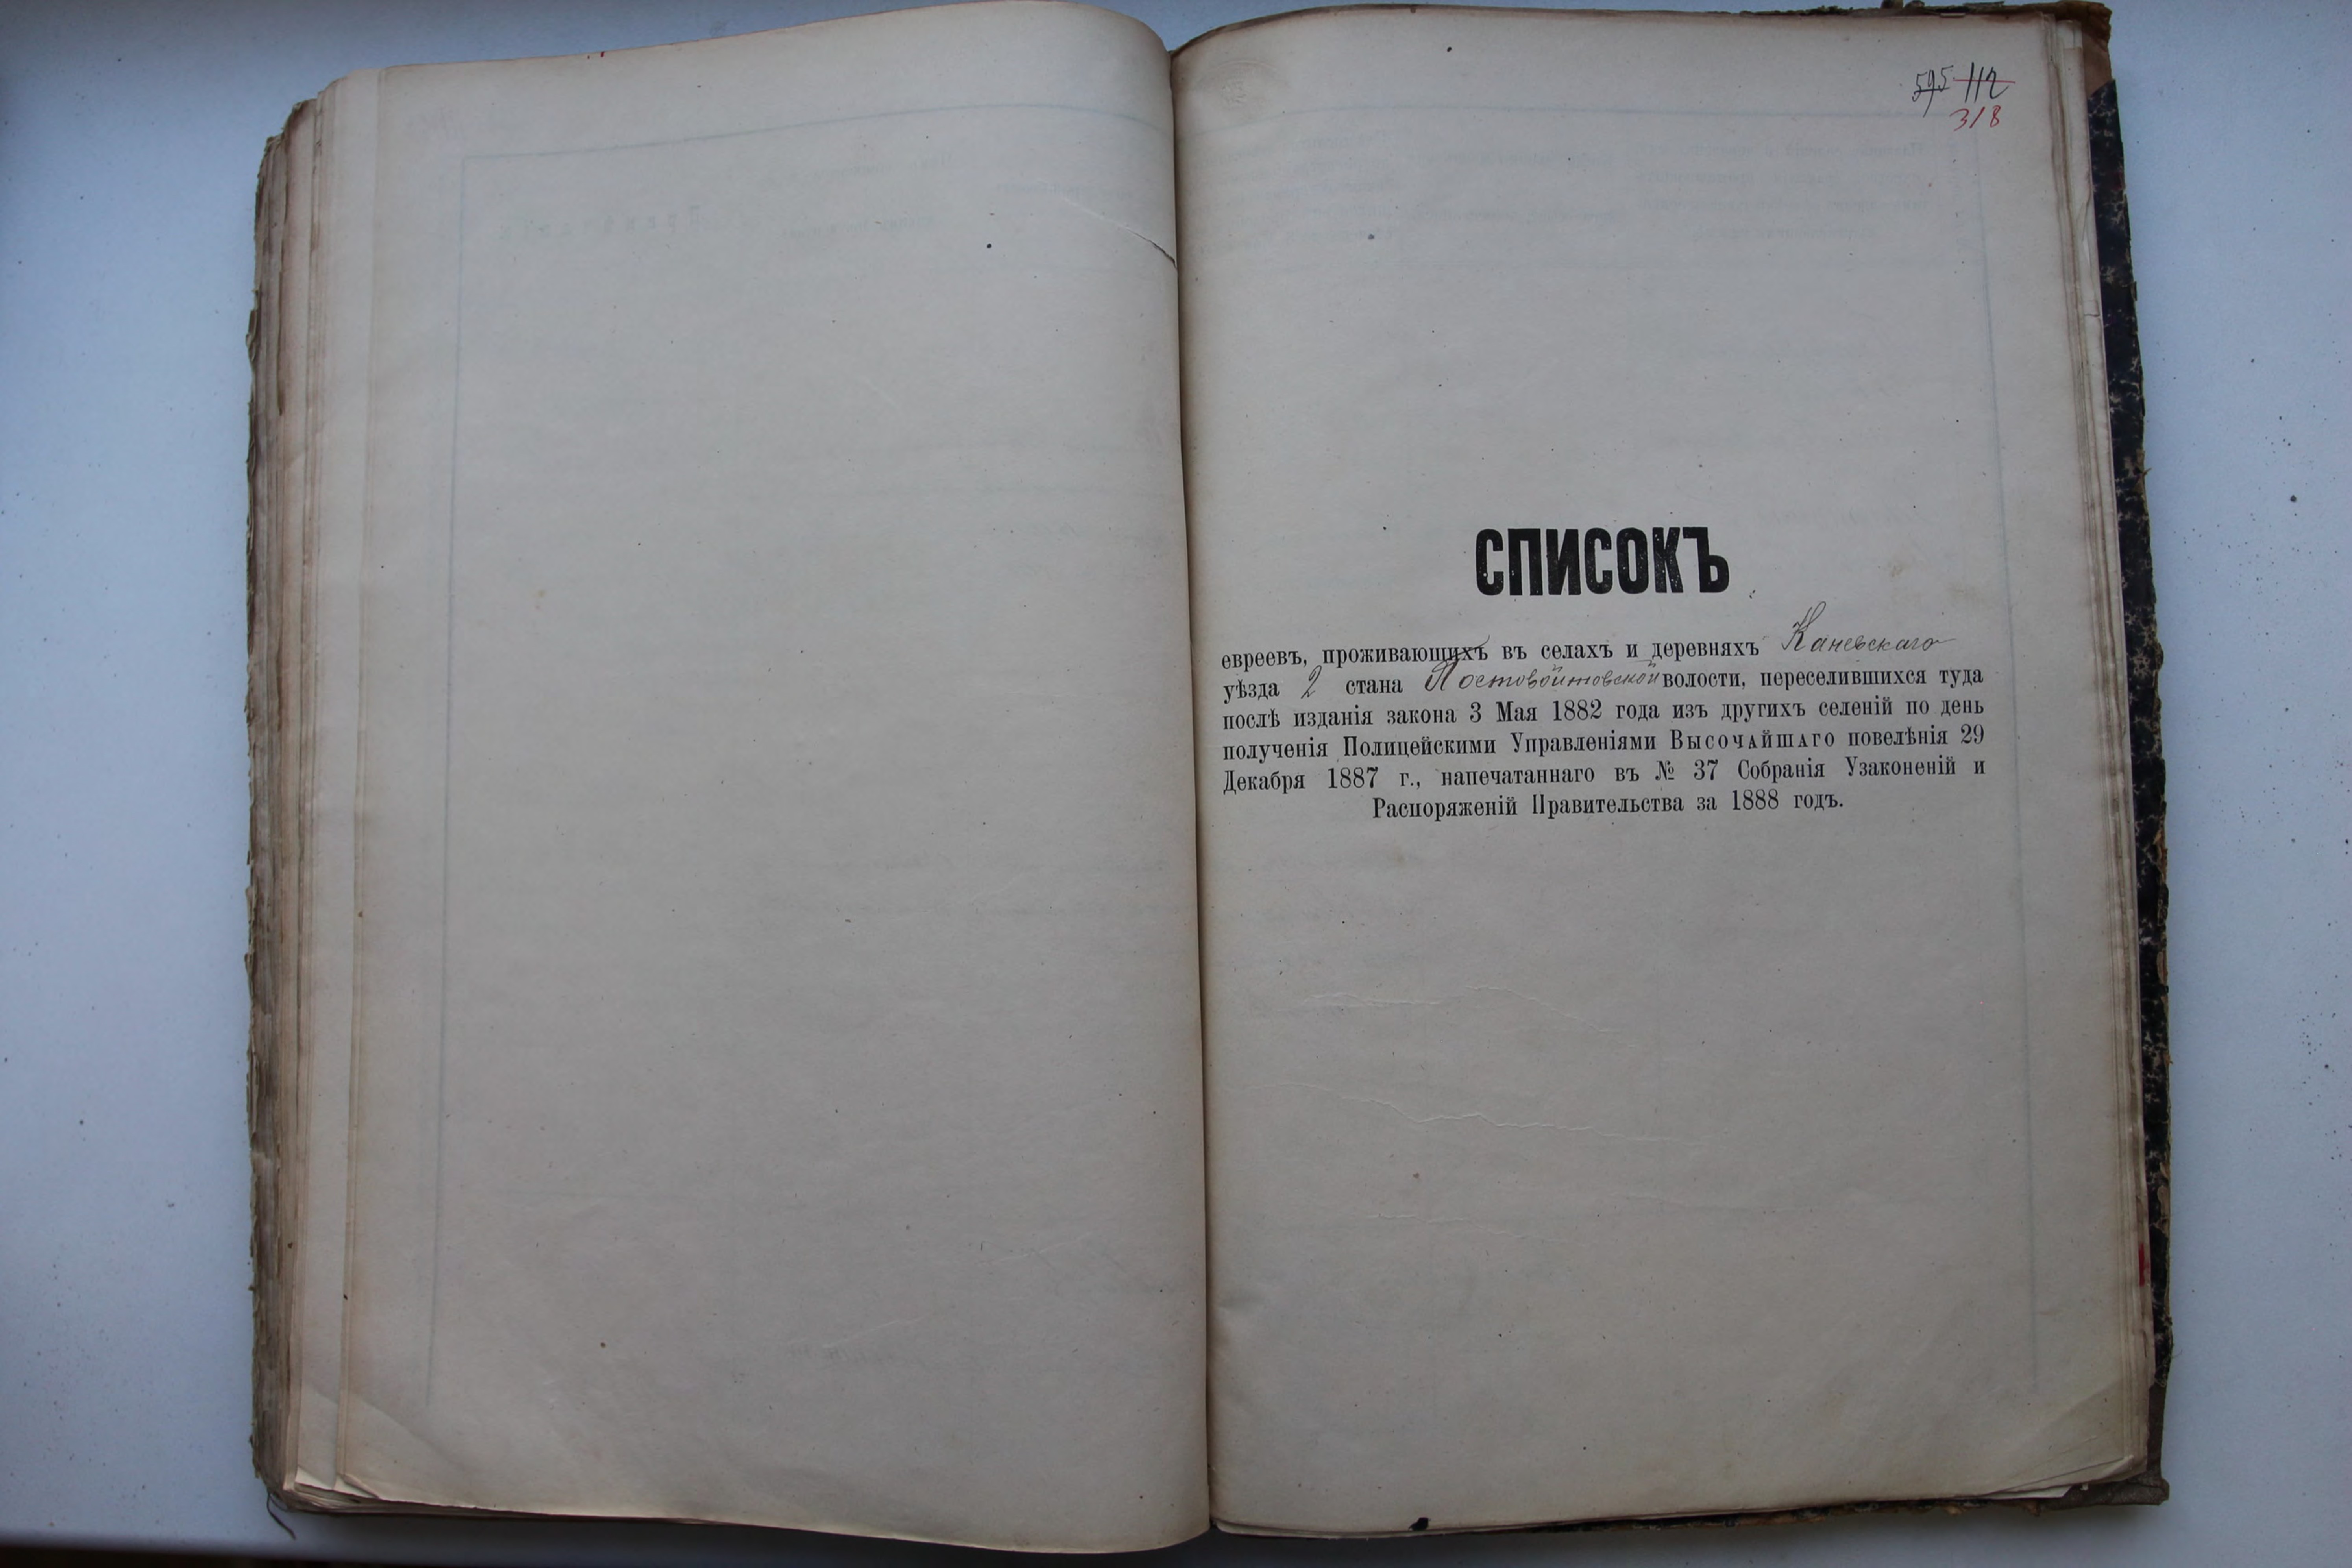 595 112
318
СПИСОКЪ
евреевъ, проживающихъ въ селахъ и деревняхъ Каневскаго
уѣзда 2 стана Постовойтовской волости, переселившихся туда
послѣ изданія закона 3 Мая 1882 года изъ другихъ селеній по день
полученія Полицейскими Управленіями Высочайшаго повелѣнія 29
Декабря 1887 г., напечатаннаго въ № 37 Собранія Узаконеній и
Распоряженій Правительства за 1888 годъ.